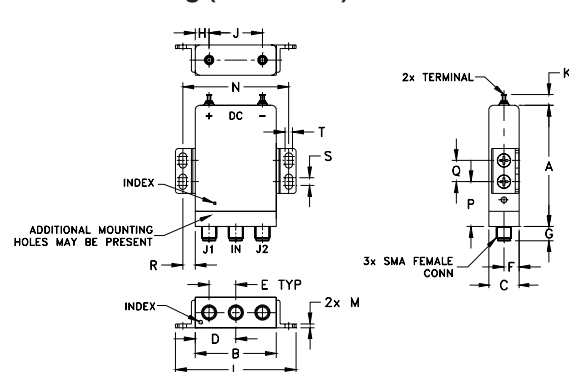 H J
K
2x TERMINAL
N
+ DC -
T
S
Q
A
INDEX
P
ADDITIONAL MOUNTING
HOLES MAY BE PRESENT
G
J1 IN J2
R
3x SMA FEMALE
CONN
F
C
E TYP
INDEX
2x M
D
B
L